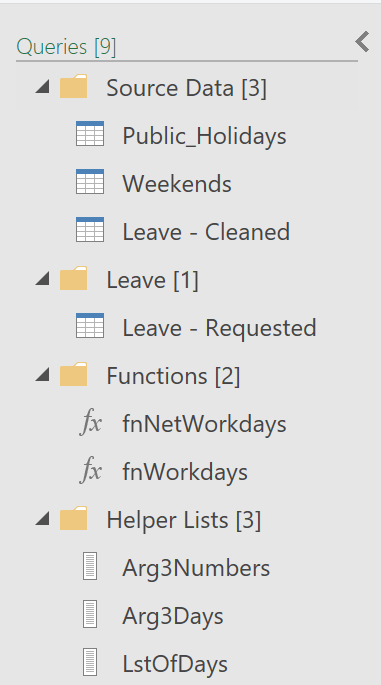 Queries [9]
Source Data [3]
Public_Holidays
Weekends
Leave - Cleaned
Leave [1]
Leave - Requested
Functions [2]
fx fnNetWorkdays
fx fnWorkdays
Helper Lists [3]
Arg3Numbers
Arg3Days
LstOfDays